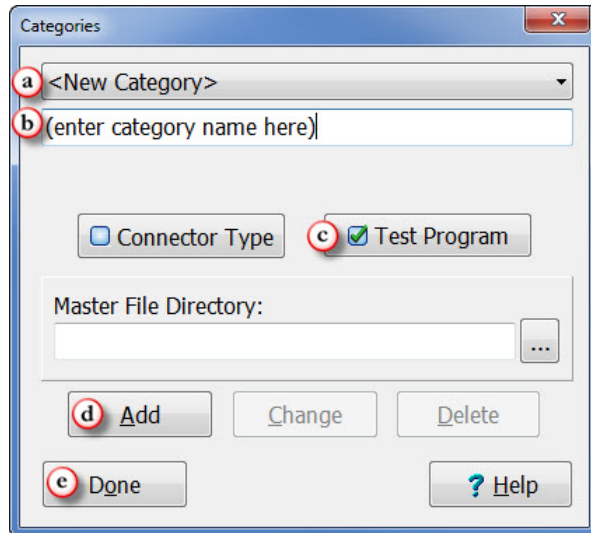 Categories
x
a <New Category>
b (enter category name here)
Connector Type c Test Program
Master File Directory:
...
d Add Change Delete
e Done ? Help